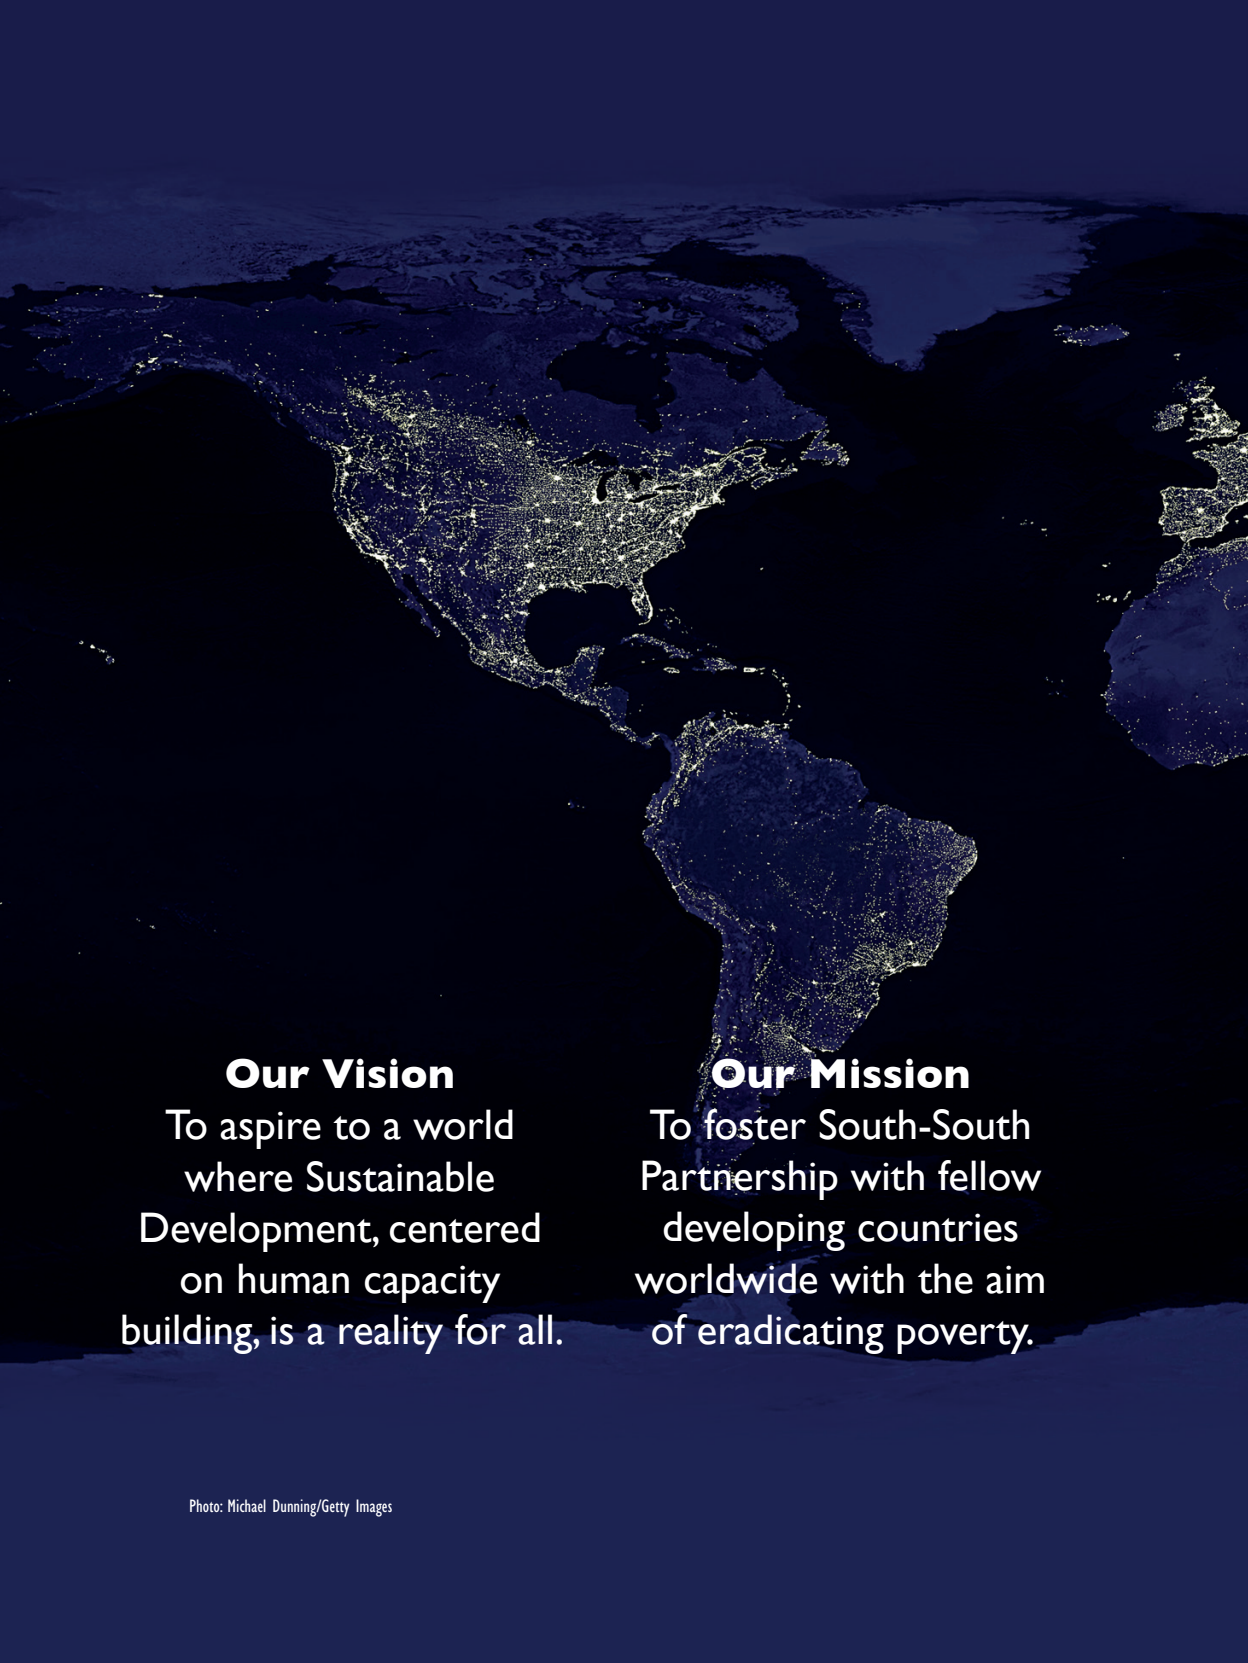 Our Vision
To aspire to a world
where Sustainable
Development, centered
on human capacity
building, is a reality for all.
Our Mission
To foster South-South
Partnership with fellow
developing countries
worldwide with the aim
of eradicating poverty.
Photo: Michael Dunning/Getty Images